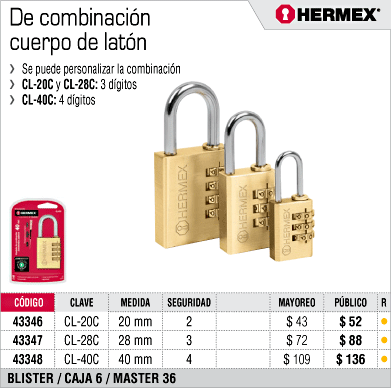 De combinación
cuerpo de latón
HERMEX®
› Se puede personalizar la combinación
› CL-20C y CL-28C: 3 dígitos
› CL-40C: 4 dígitos
HERMEX
HERMEX
HERMEX
HERMEX
CÓDIGO CLAVE MEDIDA SEGURIDAD MAYOREO PÚBLICO R
43346 CL-20C 20 mm 2 $ 43 $ 52
43347 CL-28C 28 mm 3 $ 72 $ 88
43348 CL-40C 40 mm 4 $ 109 $ 136
BLISTER / CAJA 6 / MASTER 36